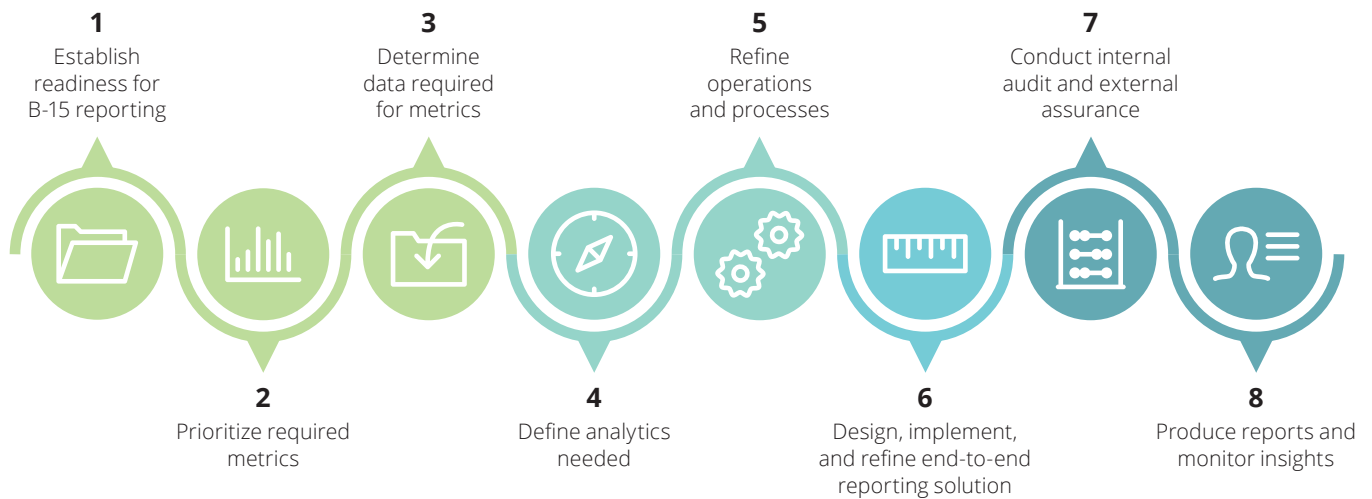 1
Establish
readiness for
B-15 reporting
2
Prioritize required
metrics
3
Determine
data required
for metrics
4
Define analytics
needed
5
Refine
operations
and processes
6
Design, implement,
and refine end-to-end
reporting solution
7
Conduct internal
audit and external
assurance
8
Produce reports and
monitor insights